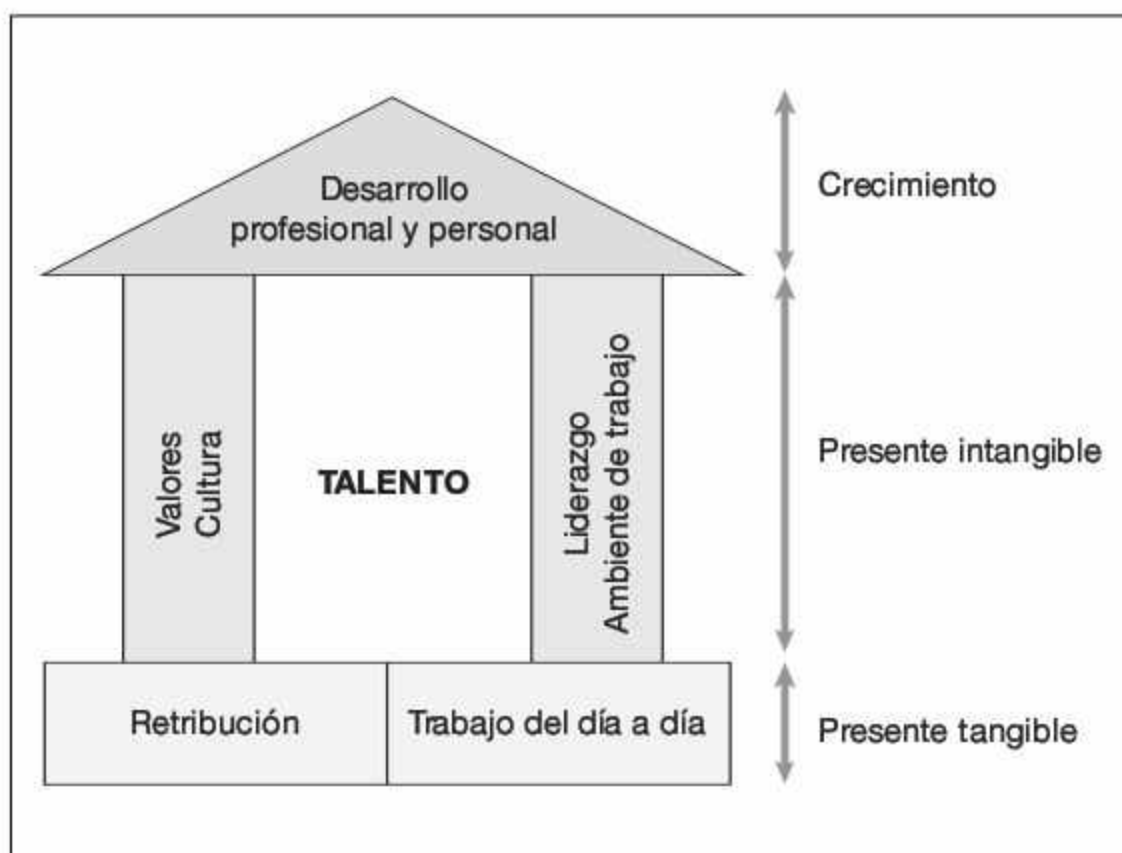 Desarrollo
profesional y personal
Crecimiento
Valores
Cultura
TALENTO
Liderazgo
Ambiente de trabajo
Presente intangible
Retribución
Trabajo del día a día
Presente tangible